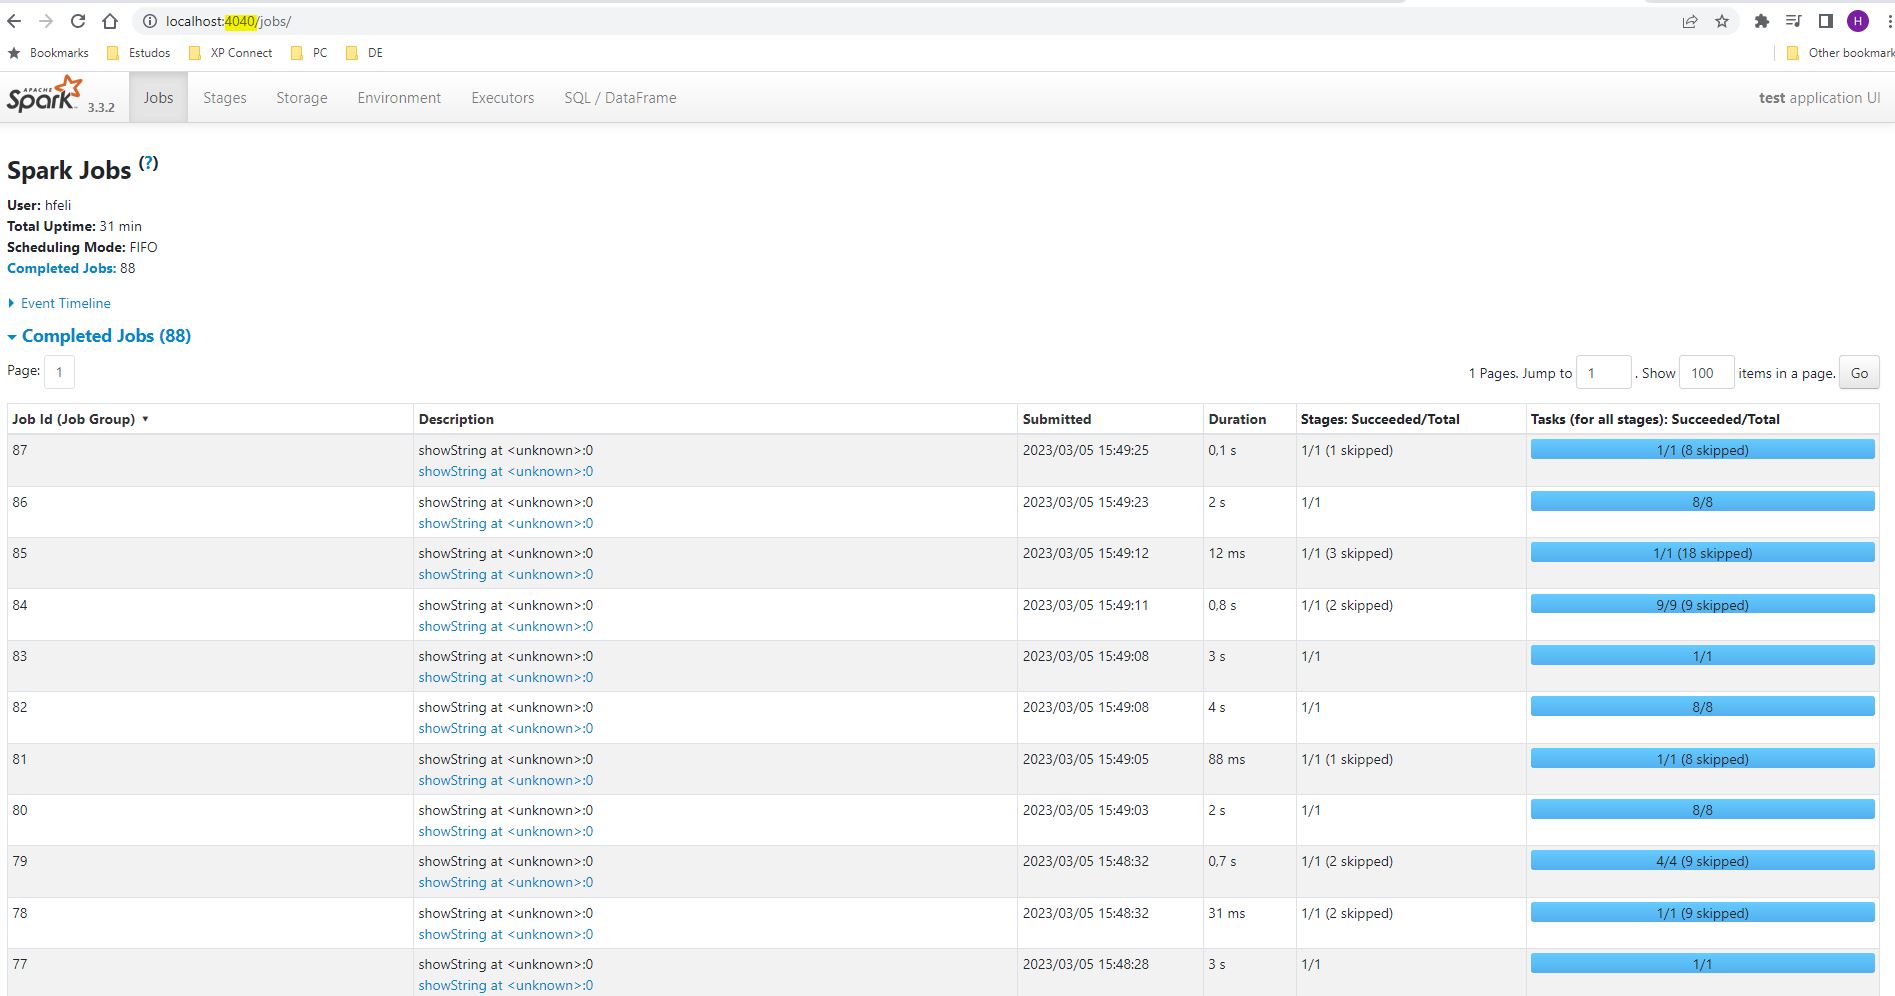 localhost:4040/jobs/
H
Bookmarks Estudos XP Connect PC DE Other bookmark
APACHE Spark 3.3.2 Jobs Stages Storage Environment Executors SQL / DataFrame test application UI
Spark Jobs (?)
User: hfeli
Total Uptime: 31 min
Scheduling Mode: FIFO
Completed Jobs: 88
Event Timeline
Completed Jobs (88)
Page: 1 1 Pages. Jump to 1 . Show 100 items in a page. Go
Job Id (Job Group) Description Submitted Duration Stages: Succeeded/Total Tasks (for all stages): Succeeded/Total
87 showString at <unknown>:0 2023/03/05 15:49:25 0,1 s 1/1 (1 skipped) 1/1 (8 skipped)
showString at <unknown>:0
86 showString at <unknown>:0 2023/03/05 15:49:23 2 s 1/1 8/8
showString at <unknown>:0
85 showString at <unknown>:0 2023/03/05 15:49:12 12 ms 1/1 (3 skipped) 1/1 (18 skipped)
showString at <unknown>:0
84 showString at <unknown>:0 2023/03/05 15:49:11 0,8 s 1/1 (2 skipped) 9/9 (9 skipped)
showString at <unknown>:0
83 showString at <unknown>:0 2023/03/05 15:49:08 3 s 1/1 1/1
showString at <unknown>:0
82 showString at <unknown>:0 2023/03/05 15:49:08 4 s 1/1 8/8
showString at <unknown>:0
81 showString at <unknown>:0 2023/03/05 15:49:05 88 ms 1/1 (1 skipped) 1/1 (8 skipped)
showString at <unknown>:0
80 showString at <unknown>:0 2023/03/05 15:49:03 2 s 1/1 8/8
showString at <unknown>:0
79 showString at <unknown>:0 2023/03/05 15:48:32 0,7 s 1/1 (2 skipped) 4/4 (9 skipped)
showString at <unknown>:0
78 showString at <unknown>:0 2023/03/05 15:48:32 31 ms 1/1 (2 skipped) 1/1 (9 skipped)
showString at <unknown>:0
77 showString at <unknown>:0 2023/03/05 15:48:28 3 s 1/1 1/1
showString at <unknown>:0